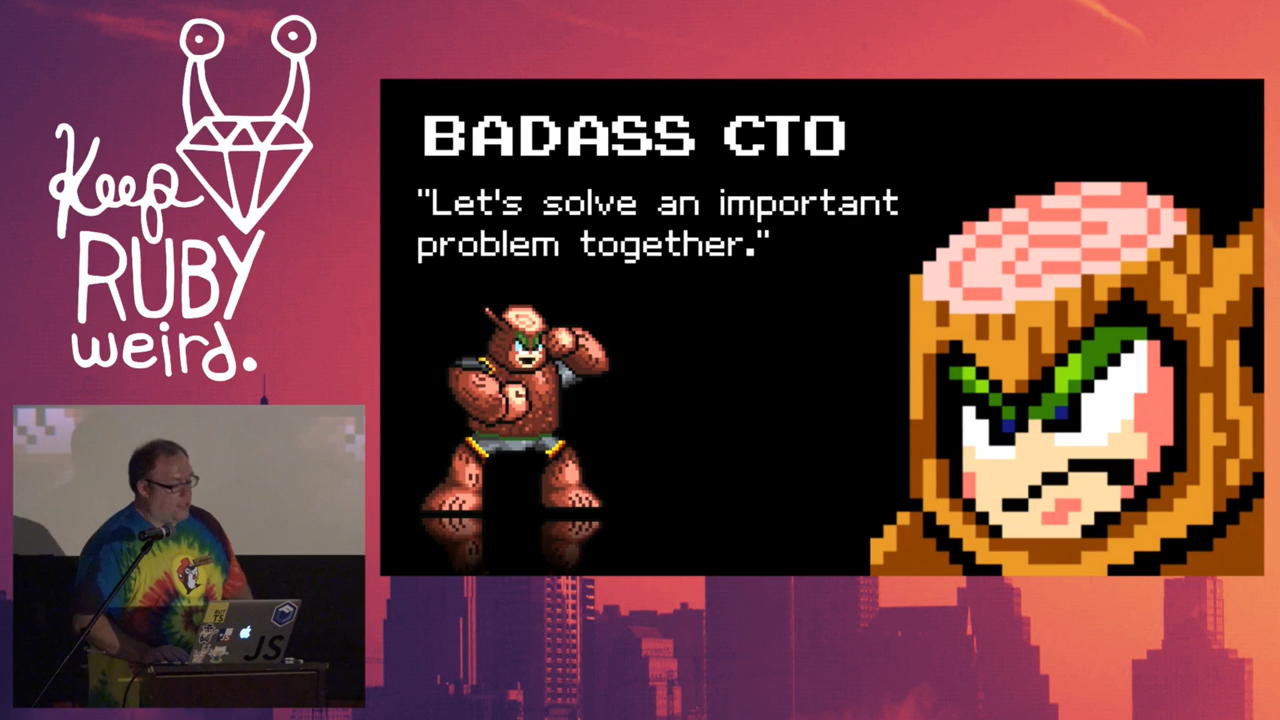 Keep
RUBY
weird.
BADASS CTO
"Let's solve an important
problem together."
JS